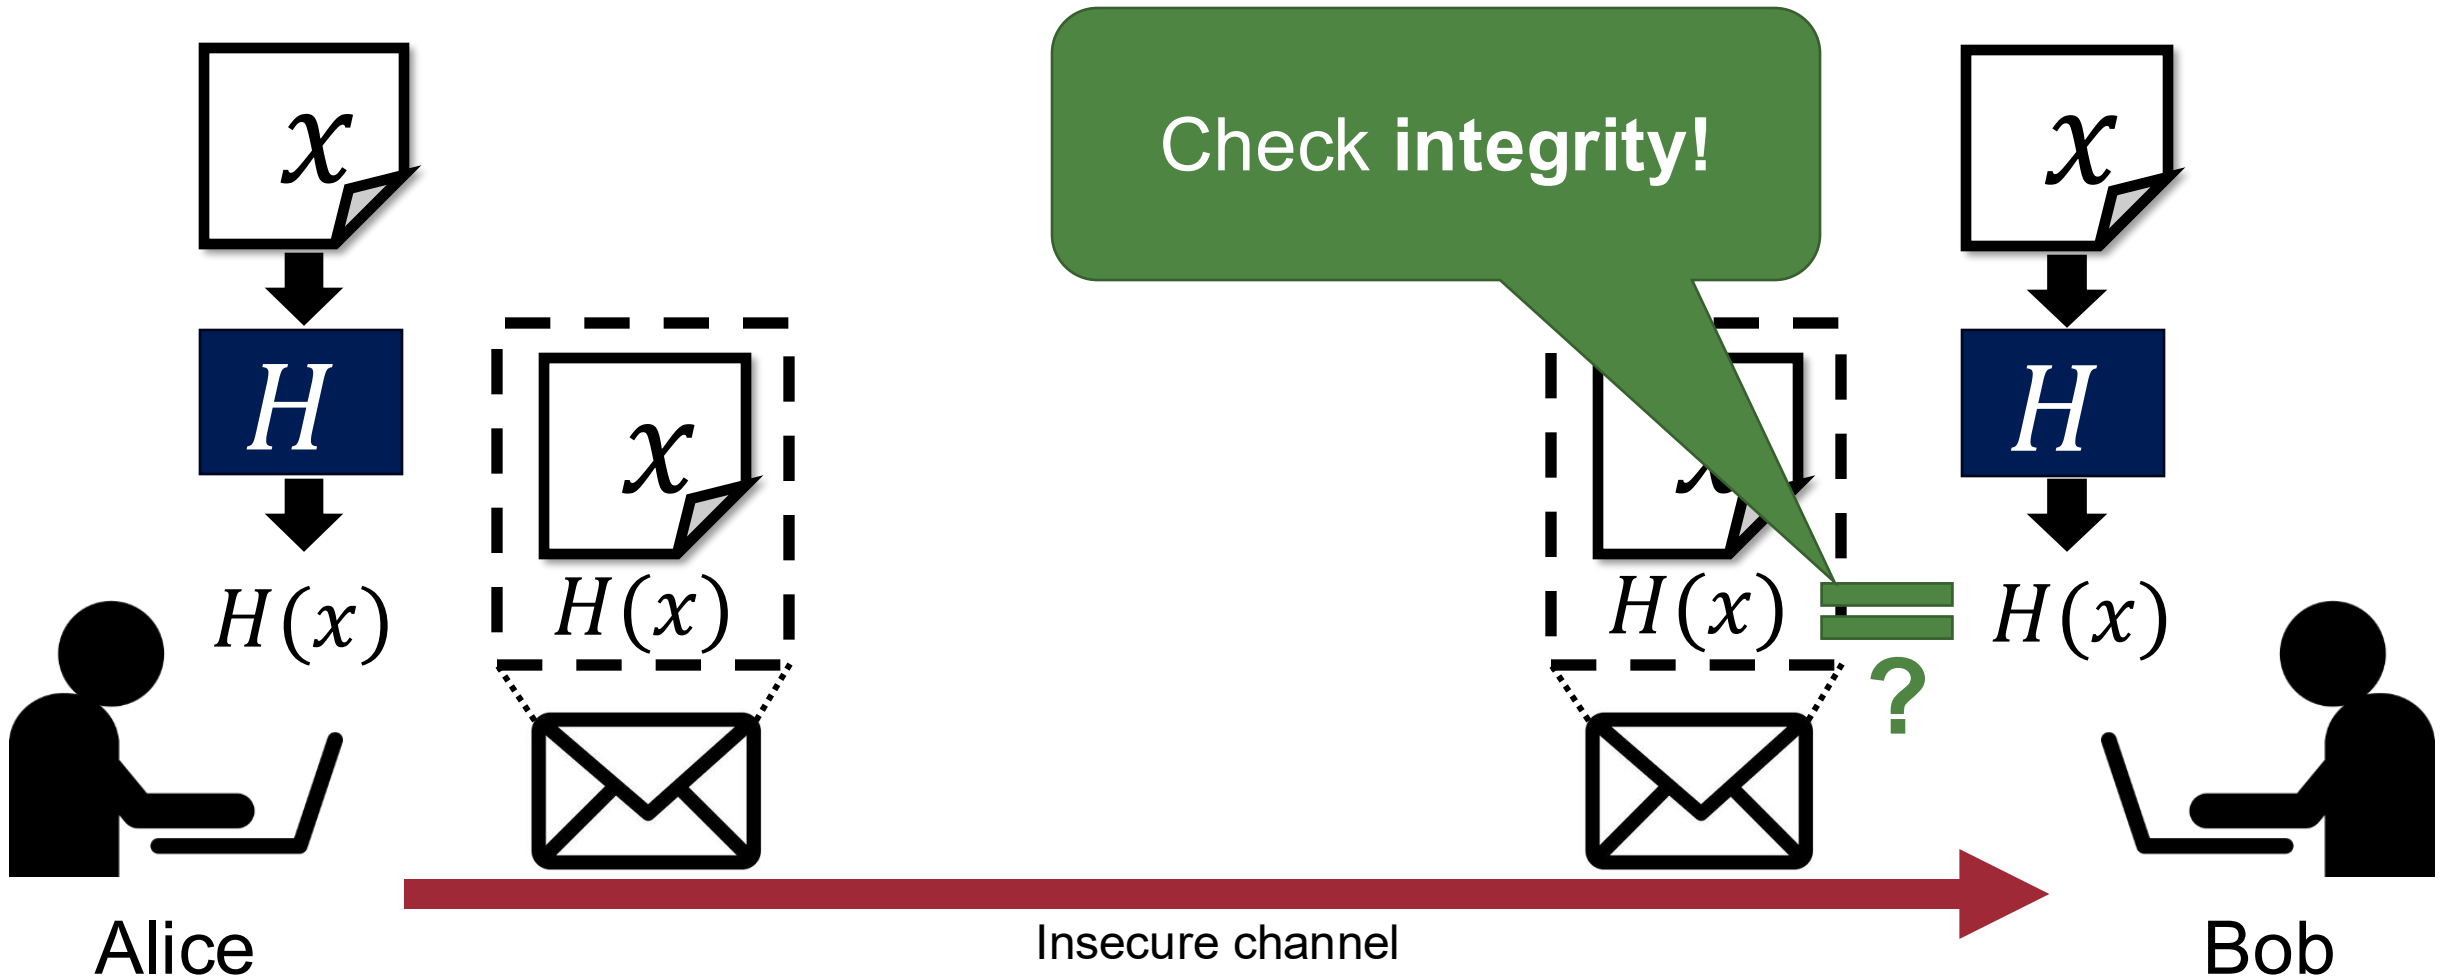 x
H
H(x)
x
H(x)
Check integrity!
x
H(x)
?
x
H
H(x)
Alice
Insecure channel
Bob